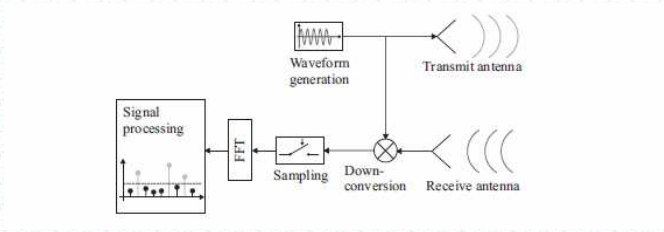 Waveform
generation
Transmit antenna
Signal
processing
FFT
Sampling
Down-
conversion
Receive antenna